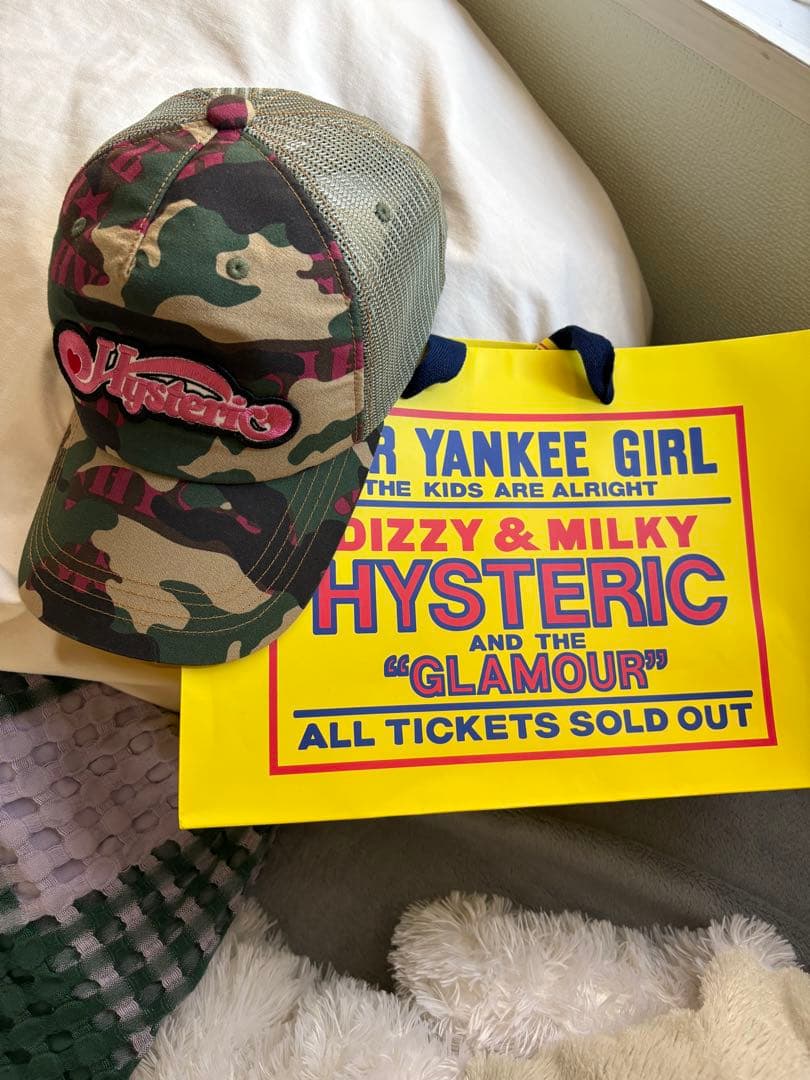 Hysteric
R YANKEE GIRL
THE KIDS ARE ALRIGHT
DIZZY & MILKY
HYSTERIC
AND THE
“GLAMOUR”
ALL TICKETS SOLD OUT